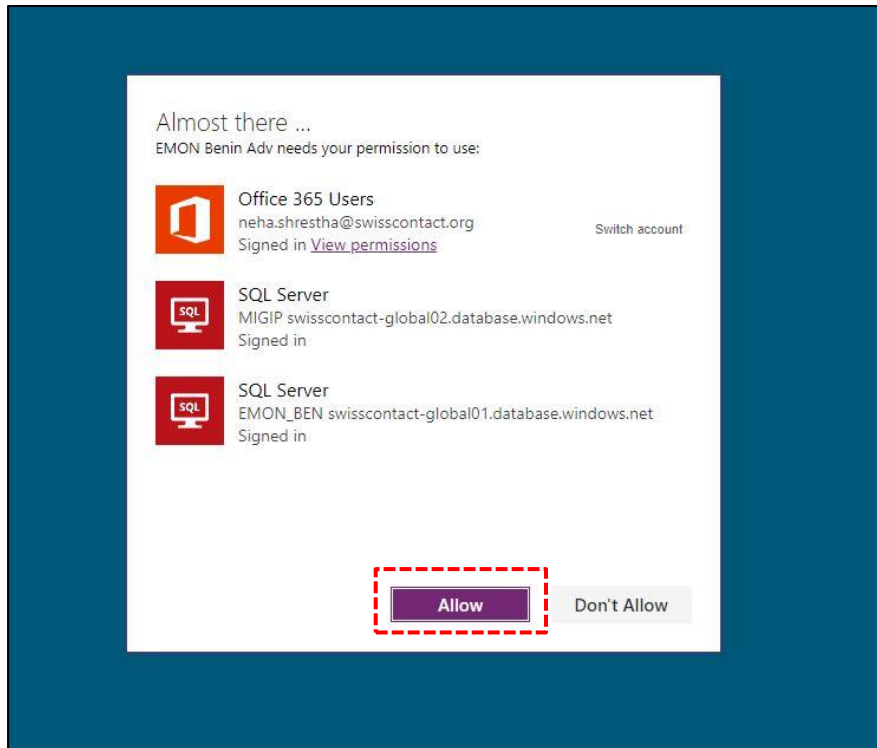 Almost there ...
EMON Benin Adv needs your permission to use:
Office 365 Users
neha.shrestha@swisscontact.org
Switch account
Signed in View permissions
SQL
SQL Server
MIGIP swisscontact-global02.database.windows.net
Signed in
SQL
SQL Server
EMON_BEN swisscontact-global01.database.windows.net
Signed in
Allow
Don't Allow